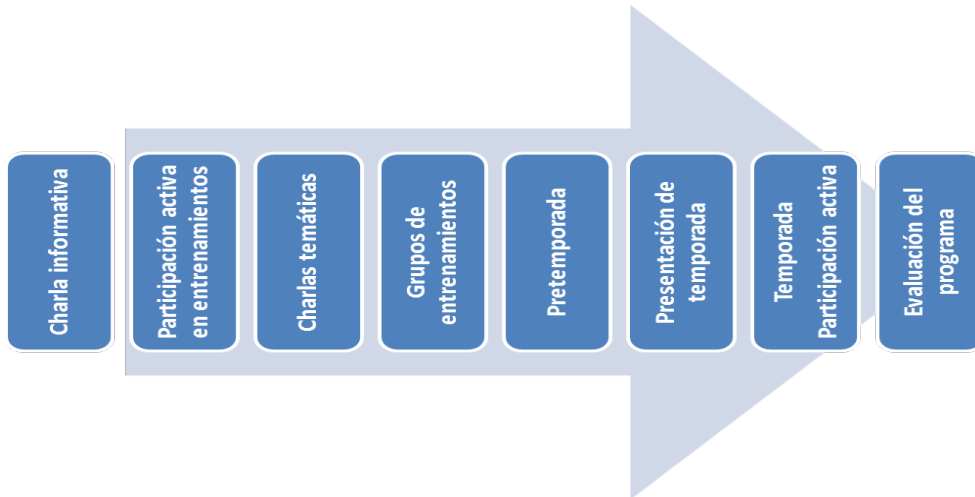 Charla informativa
Participación activa
en entrenamientos
Charlas temáticas
Grupos de
entrenamientos
Pretemporada
Presentación de
temporada
Temporada
Participación activa
Evaluación del
programa